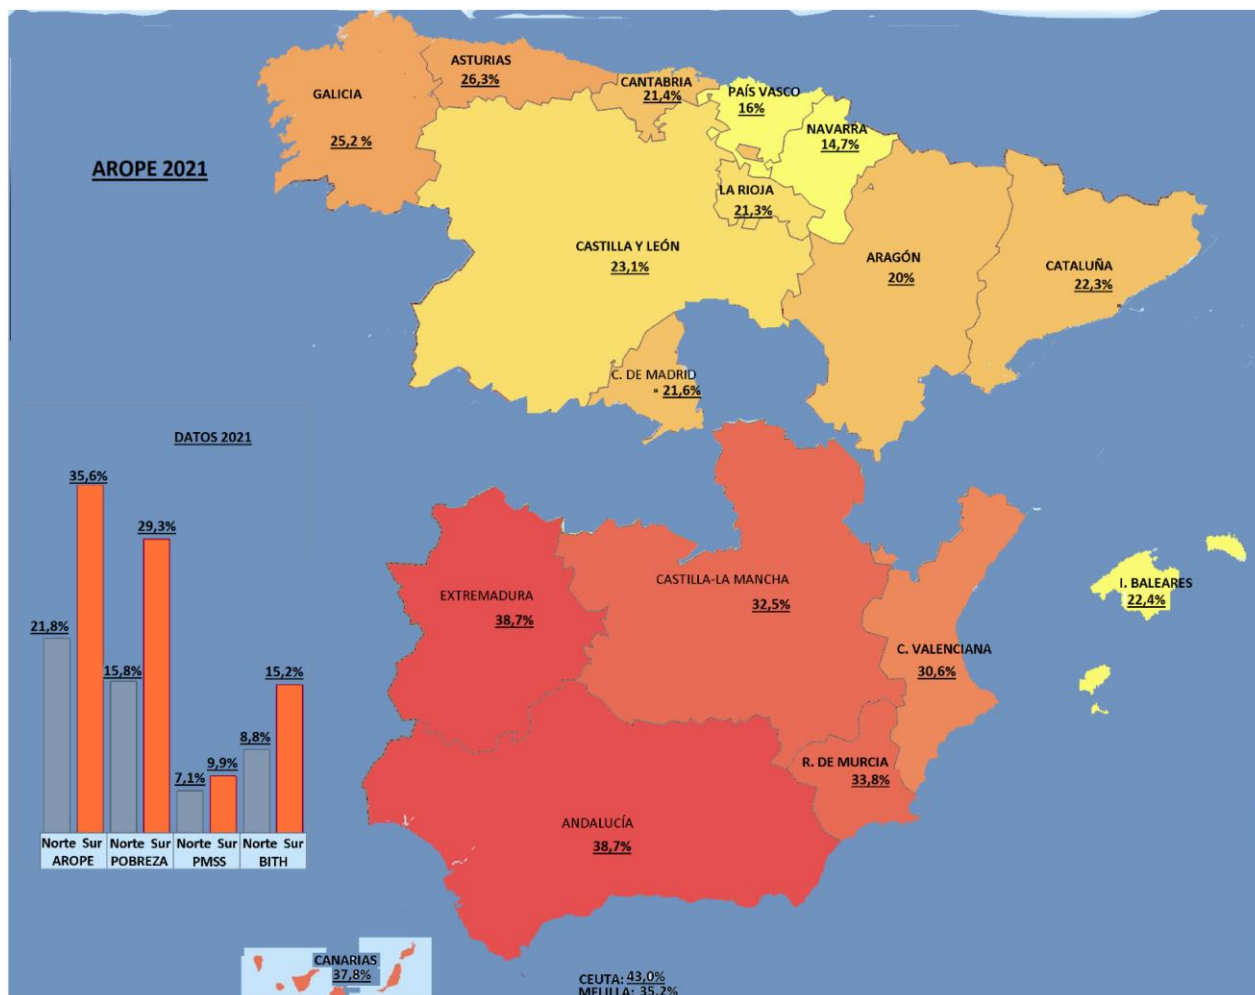 ASTURIAS
26,3%
CANTABRIA
21,4%
PAÍS VASCO
16%
GALICIA
25,2 %
NAVARRA
14,7%
AROPE 2021
LA RIOJA
21,3%
CASTILLA Y LEÓN
23,1%
ARAGÓN
20%
CATALUÑA
22,3%
C. DE MADRID
21,6%
DATOS 2021
35,6%
29,3%
21,8%
15,8%
15,2%
8,8%
9,9%
7,1%
Norte Sur Norte Sur Norte Sur Norte Sur
AROPE POBREZA PMSS BITH
EXTREMADURA
38,7%
CASTILLA-LA MANCHA
32,5%
I. BALEARES
22,4%
C. VALENCIANA
30,6%
R. DE MURCIA
33,8%
ANDALUCÍA
38,7%
CANARIAS
37,8%
CEUTA: 43,0%
MELILLA: 35,2%